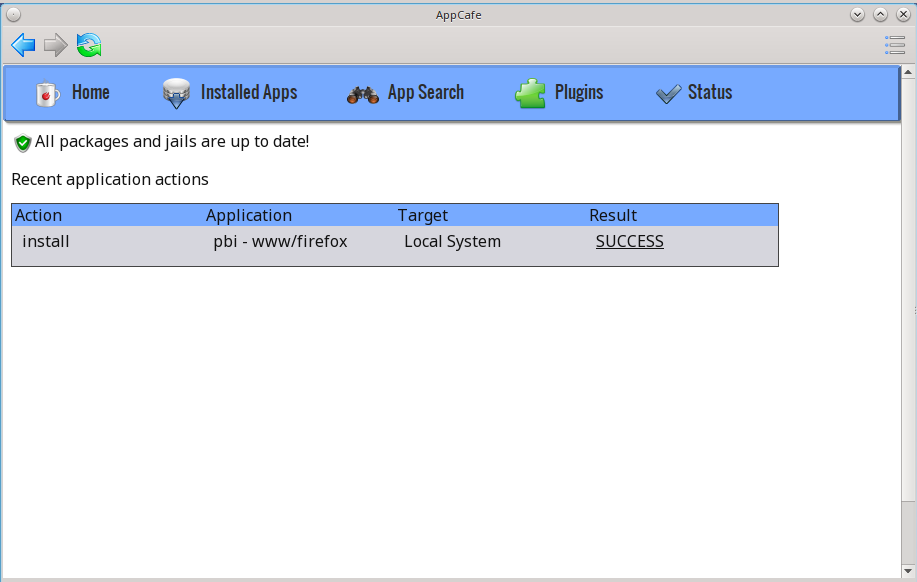 AppCafe
Home Installed Apps App Search Plugins Status
All packages and jails are up to date!
Recent application actions
Action Application Target Result
install pbi - www/firefox Local System SUCCESS